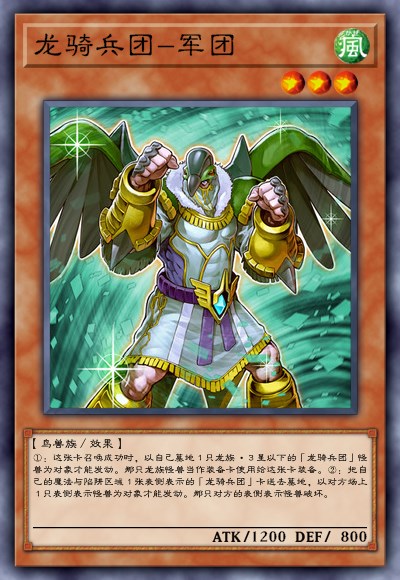 龙骑兵团-军团
風
【鸟兽族／效果】
①：这张卡召唤成功时，以自己墓地1只龙族·3星以下的「龙骑兵团」怪
兽为对象才能发动。那只龙族怪兽当作装备卡使用给这张卡装备。②：把自
己的魔法与陷阱区域1张表侧表示的「龙骑兵团」卡送去墓地，以对方场上
1只表侧表示怪兽为对象才能发动。那只对方的表侧表示怪兽破坏。
ATK/1200 DEF/ 800